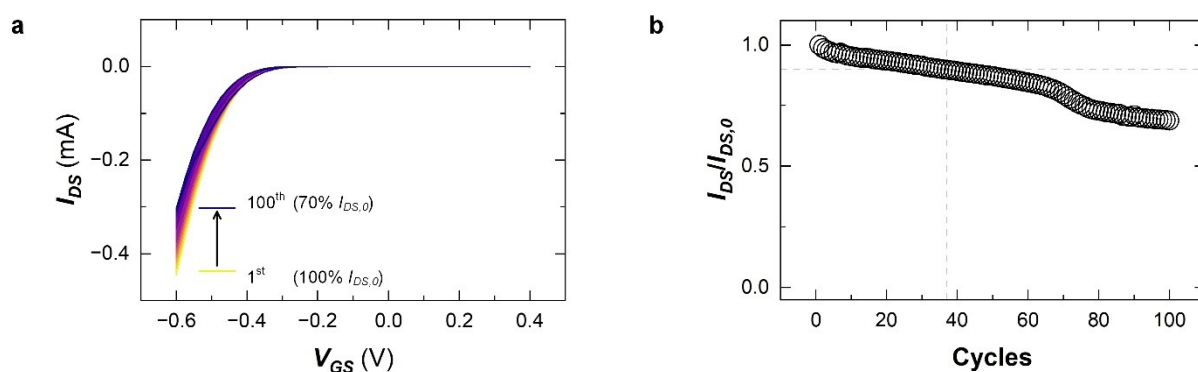 a
0.0
−0.2
−0.4
I_DS (mA)
100th (70% I_DS,0)
1st (100% I_DS,0)
−0.6 −0.4 −0.2 0.0 0.2 0.4
V_GS (V)
b
1.0
0.5
0.0
I_DS/I_DS,0
0 20 40 60 80 100
Cycles